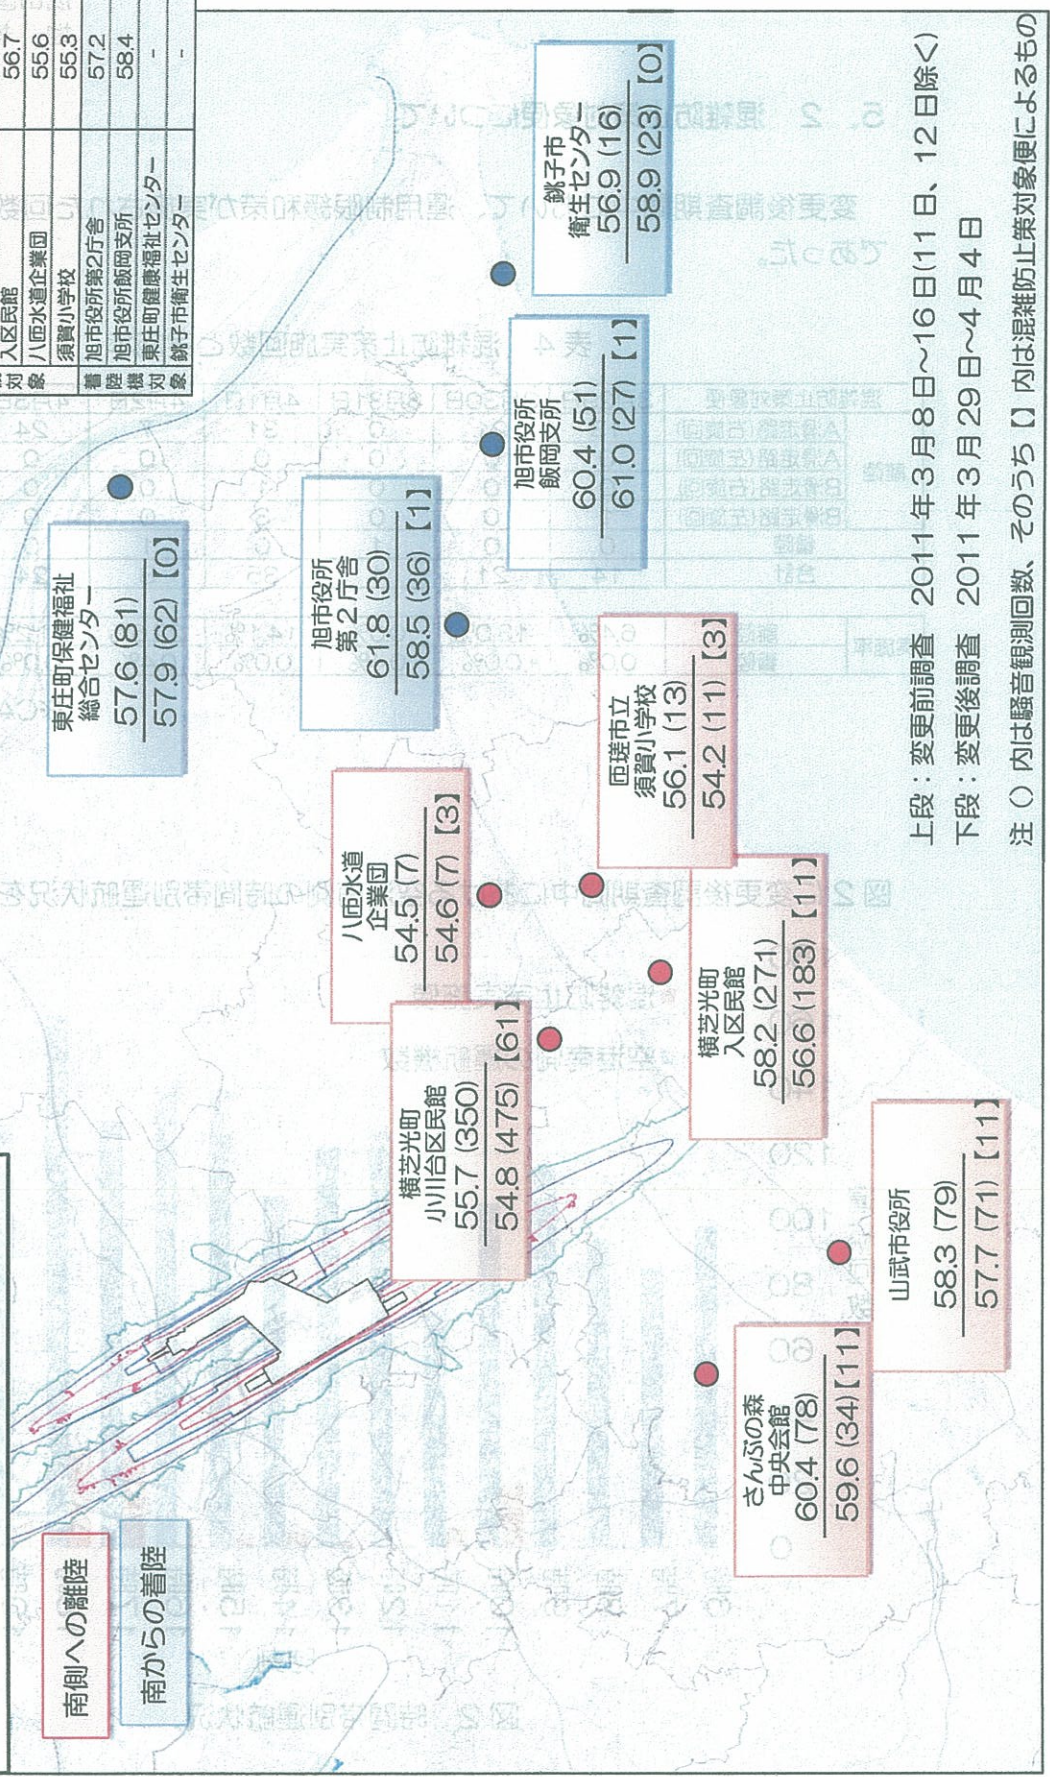 入区民館 56.7
八匝水道企業団 55.6
須賀小学校 55.3
対象
着陸機対象
旭市役所第2庁舎 57.2
旭市役所飯岡支所 58.4
東庄町健康福祉センター -
銚子市衛生センター -
南側への離陸
南からの着陸
東庄町保健福祉
総合センター
57.6 (81)
57.9 (62) 【0】
旭市役所
第2庁舎
61.8 (30)
58.5 (36) 【1】
旭市役所
飯岡支所
60.4 (51)
61.0 (27) 【1】
銚子市
衛生センター
56.9 (16)
58.9 (23) 【0】
八匝水道
企業団
54.5 (7)
54.6 (7) 【3】
横芝光町
小川台区民館
55.7 (350)
54.8 (475) 【61】
匝瑳市立
須賀小学校
56.1 (13)
54.2 (11) 【3】
横芝光町
入区民館
58.2 (271)
56.6 (183) 【11】
さんぶの森
中央会館
60.4 (78)
59.6 (34)【11】
山武市役所
58.3 (79)
57.7 (71) 【11】
上段：変更前調査 2011年3月8日～16日(11日、12日除く)
下段：変更後調査 2011年3月29日～4月4日
注（）内は騒音観測回数、そのうち【】内は混雑防止策対象便によるもの